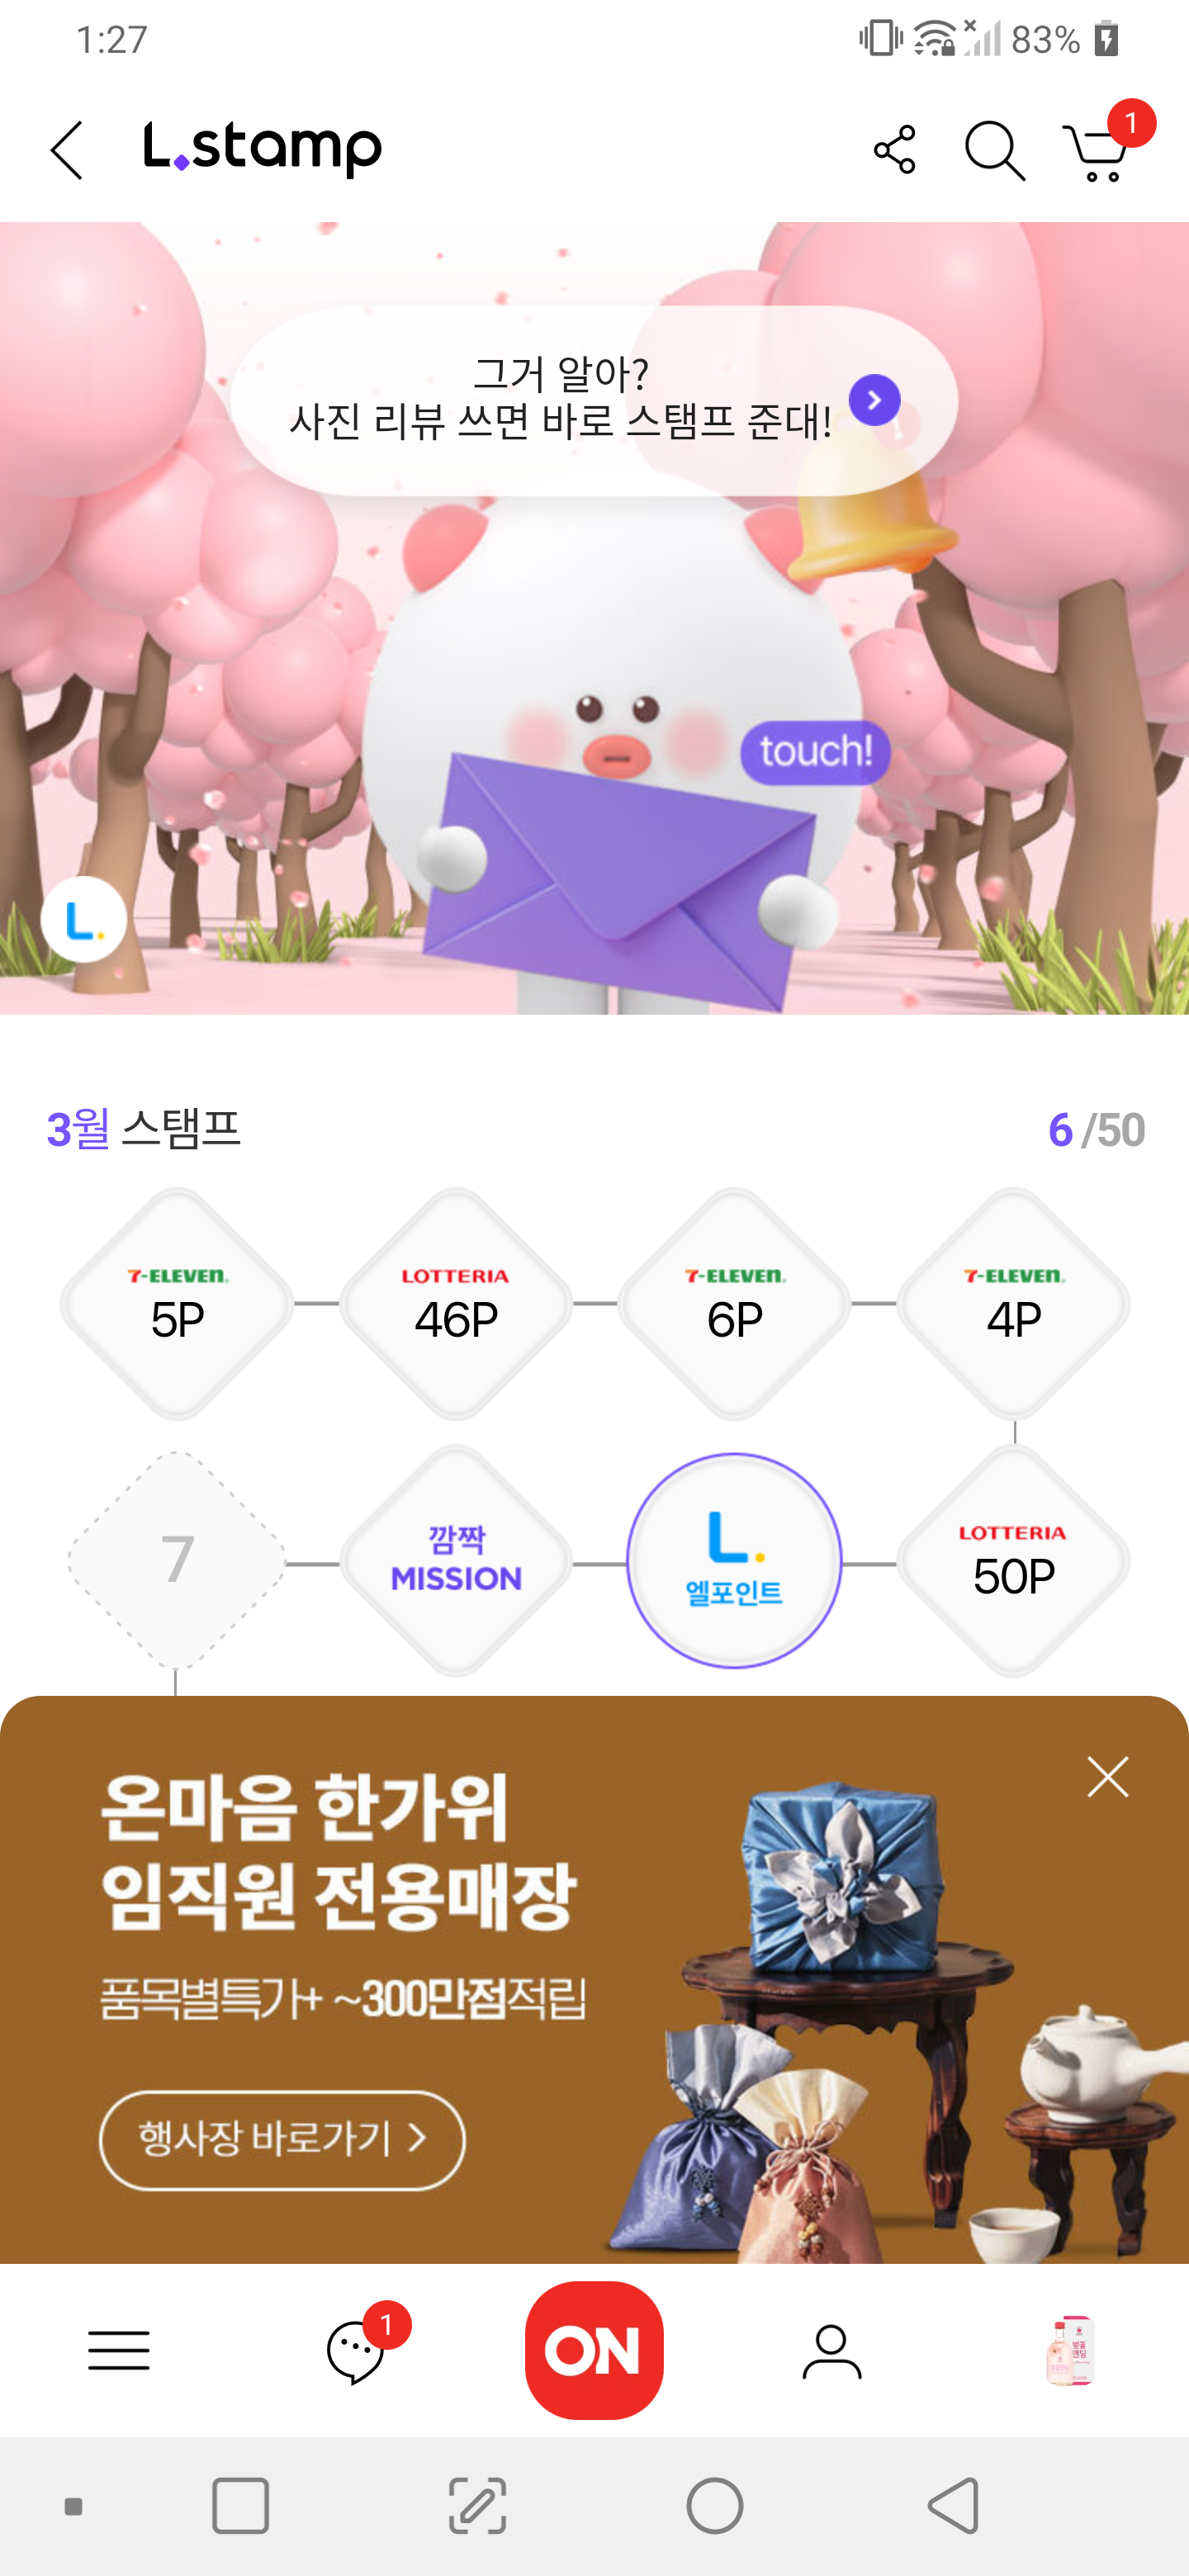 1:27
83%
L.stamp
1
그거 알아?
사진 리뷰 쓰면 바로 스탬프 준대!
touch!
L.
3월 스탬프
6 /50
7-ELEVEN
5P
LOTTERIA
46P
7-ELEVEN
6P
7-ELEVEN
4P
7
깜짝
MISSION
L.
엘포인트
LOTTERIA
50P
온마음 한가위
임직원 전용매장
품목별특가+ ~300만점적립
행사장 바로가기 >
1
ON
벚꽃
엔딩